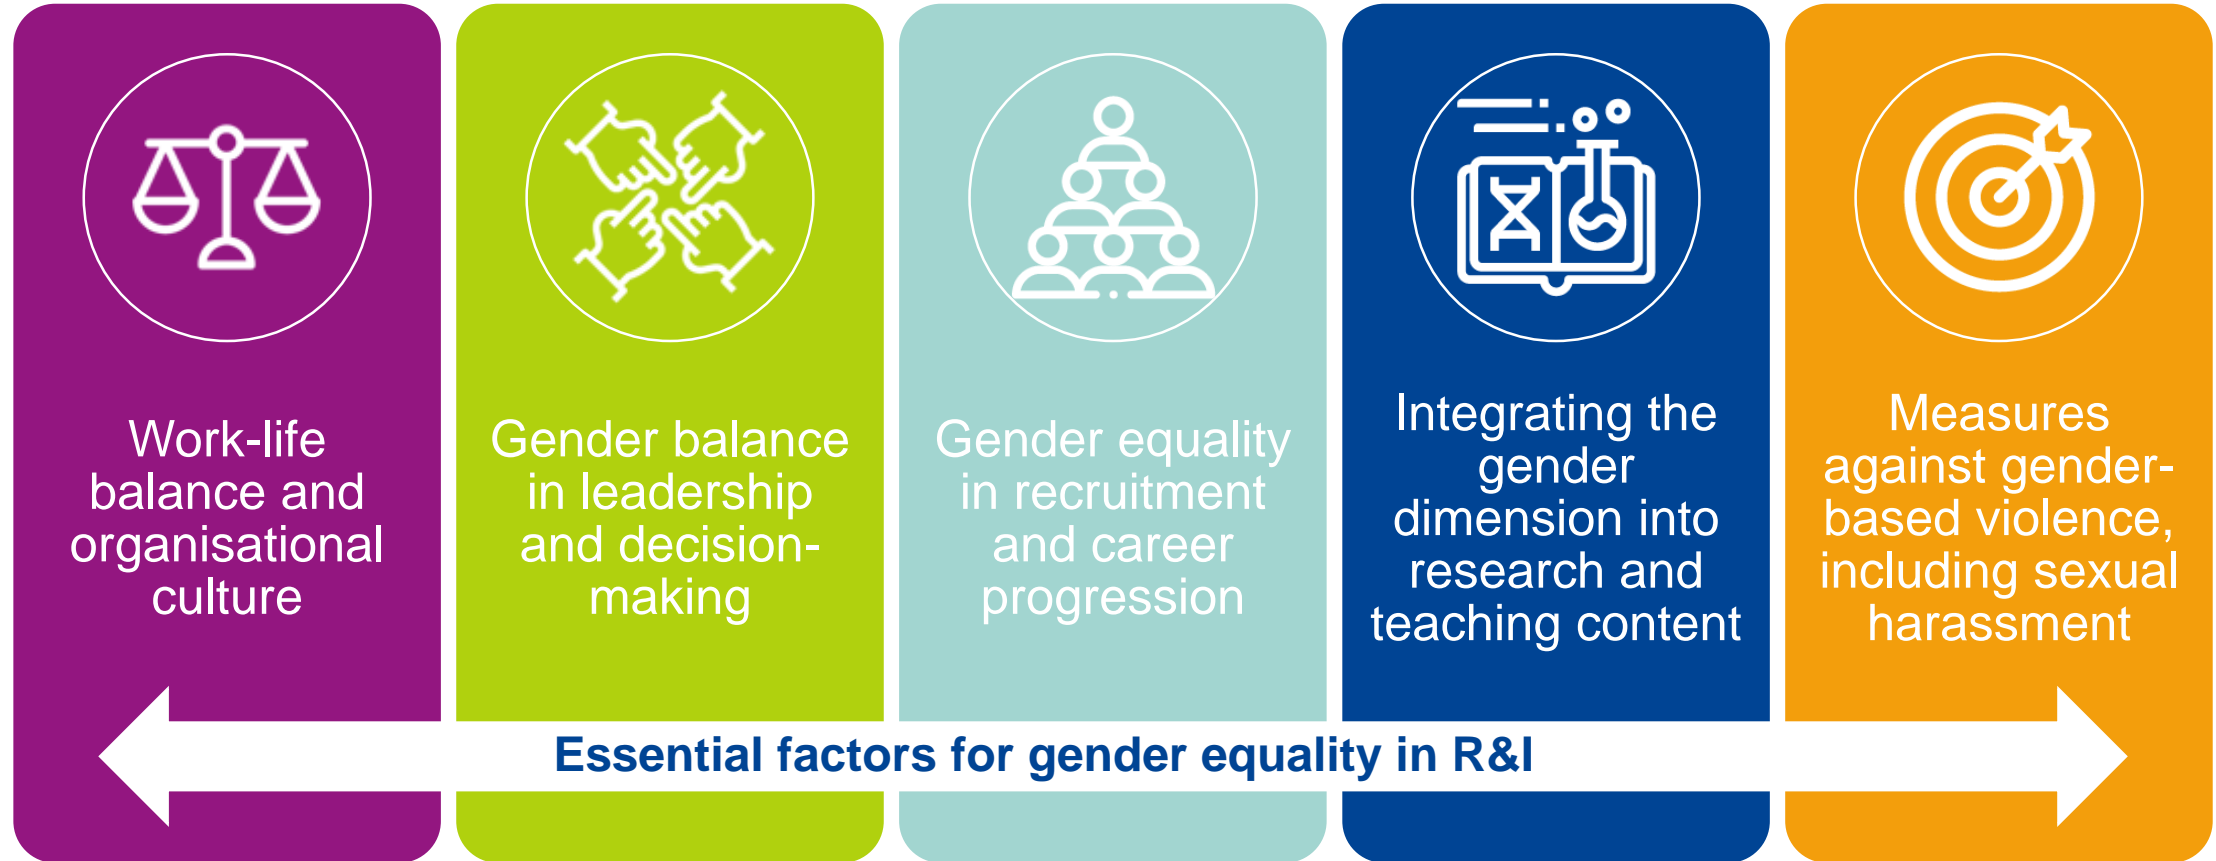 Work-life
balance and
organisational
culture
Gender balance
in leadership
and decision-
making
Gender equality
in recruitment
and career
progression
Integrating the
gender
dimension into
research and
teaching content
Measures
against gender-
based violence,
including sexual
harassment
Essential factors for gender equality in R&I